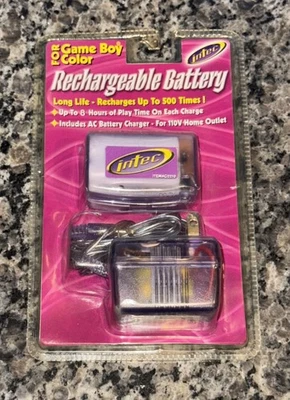 FOR Game Boy
Color
intec
Rechargeable Battery
Long Life - Recharges Up To 500 Times !
Up To 8 Hours of Play Time On Each Charge
Includes AC Battery Charger - For 110V Home Outlet
intec